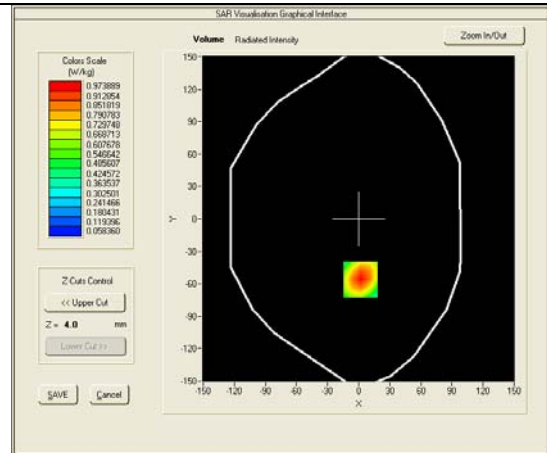 SAR Visualisation Graphical Interface
Volume Radiated Intensity
Zoom In/Out
Colors Scale
(W/kg)
0.973889
0.912854
0.851819
0.790783
0.729748
0.668713
0.607678
0.546642
0.485607
0.424572
0.363537
0.302501
0.241466
0.180431
0.119396
0.058360
Z Cuts Control
<< Upper Cut
Z = 4.0 mm
Lower Cut >>
SAVE
Cancel
150
120
90
60
30
0
-30
-60
-90
-120
-150
Y
-150 -120 -90 -60 -30 0 30 60 90 120 150
X